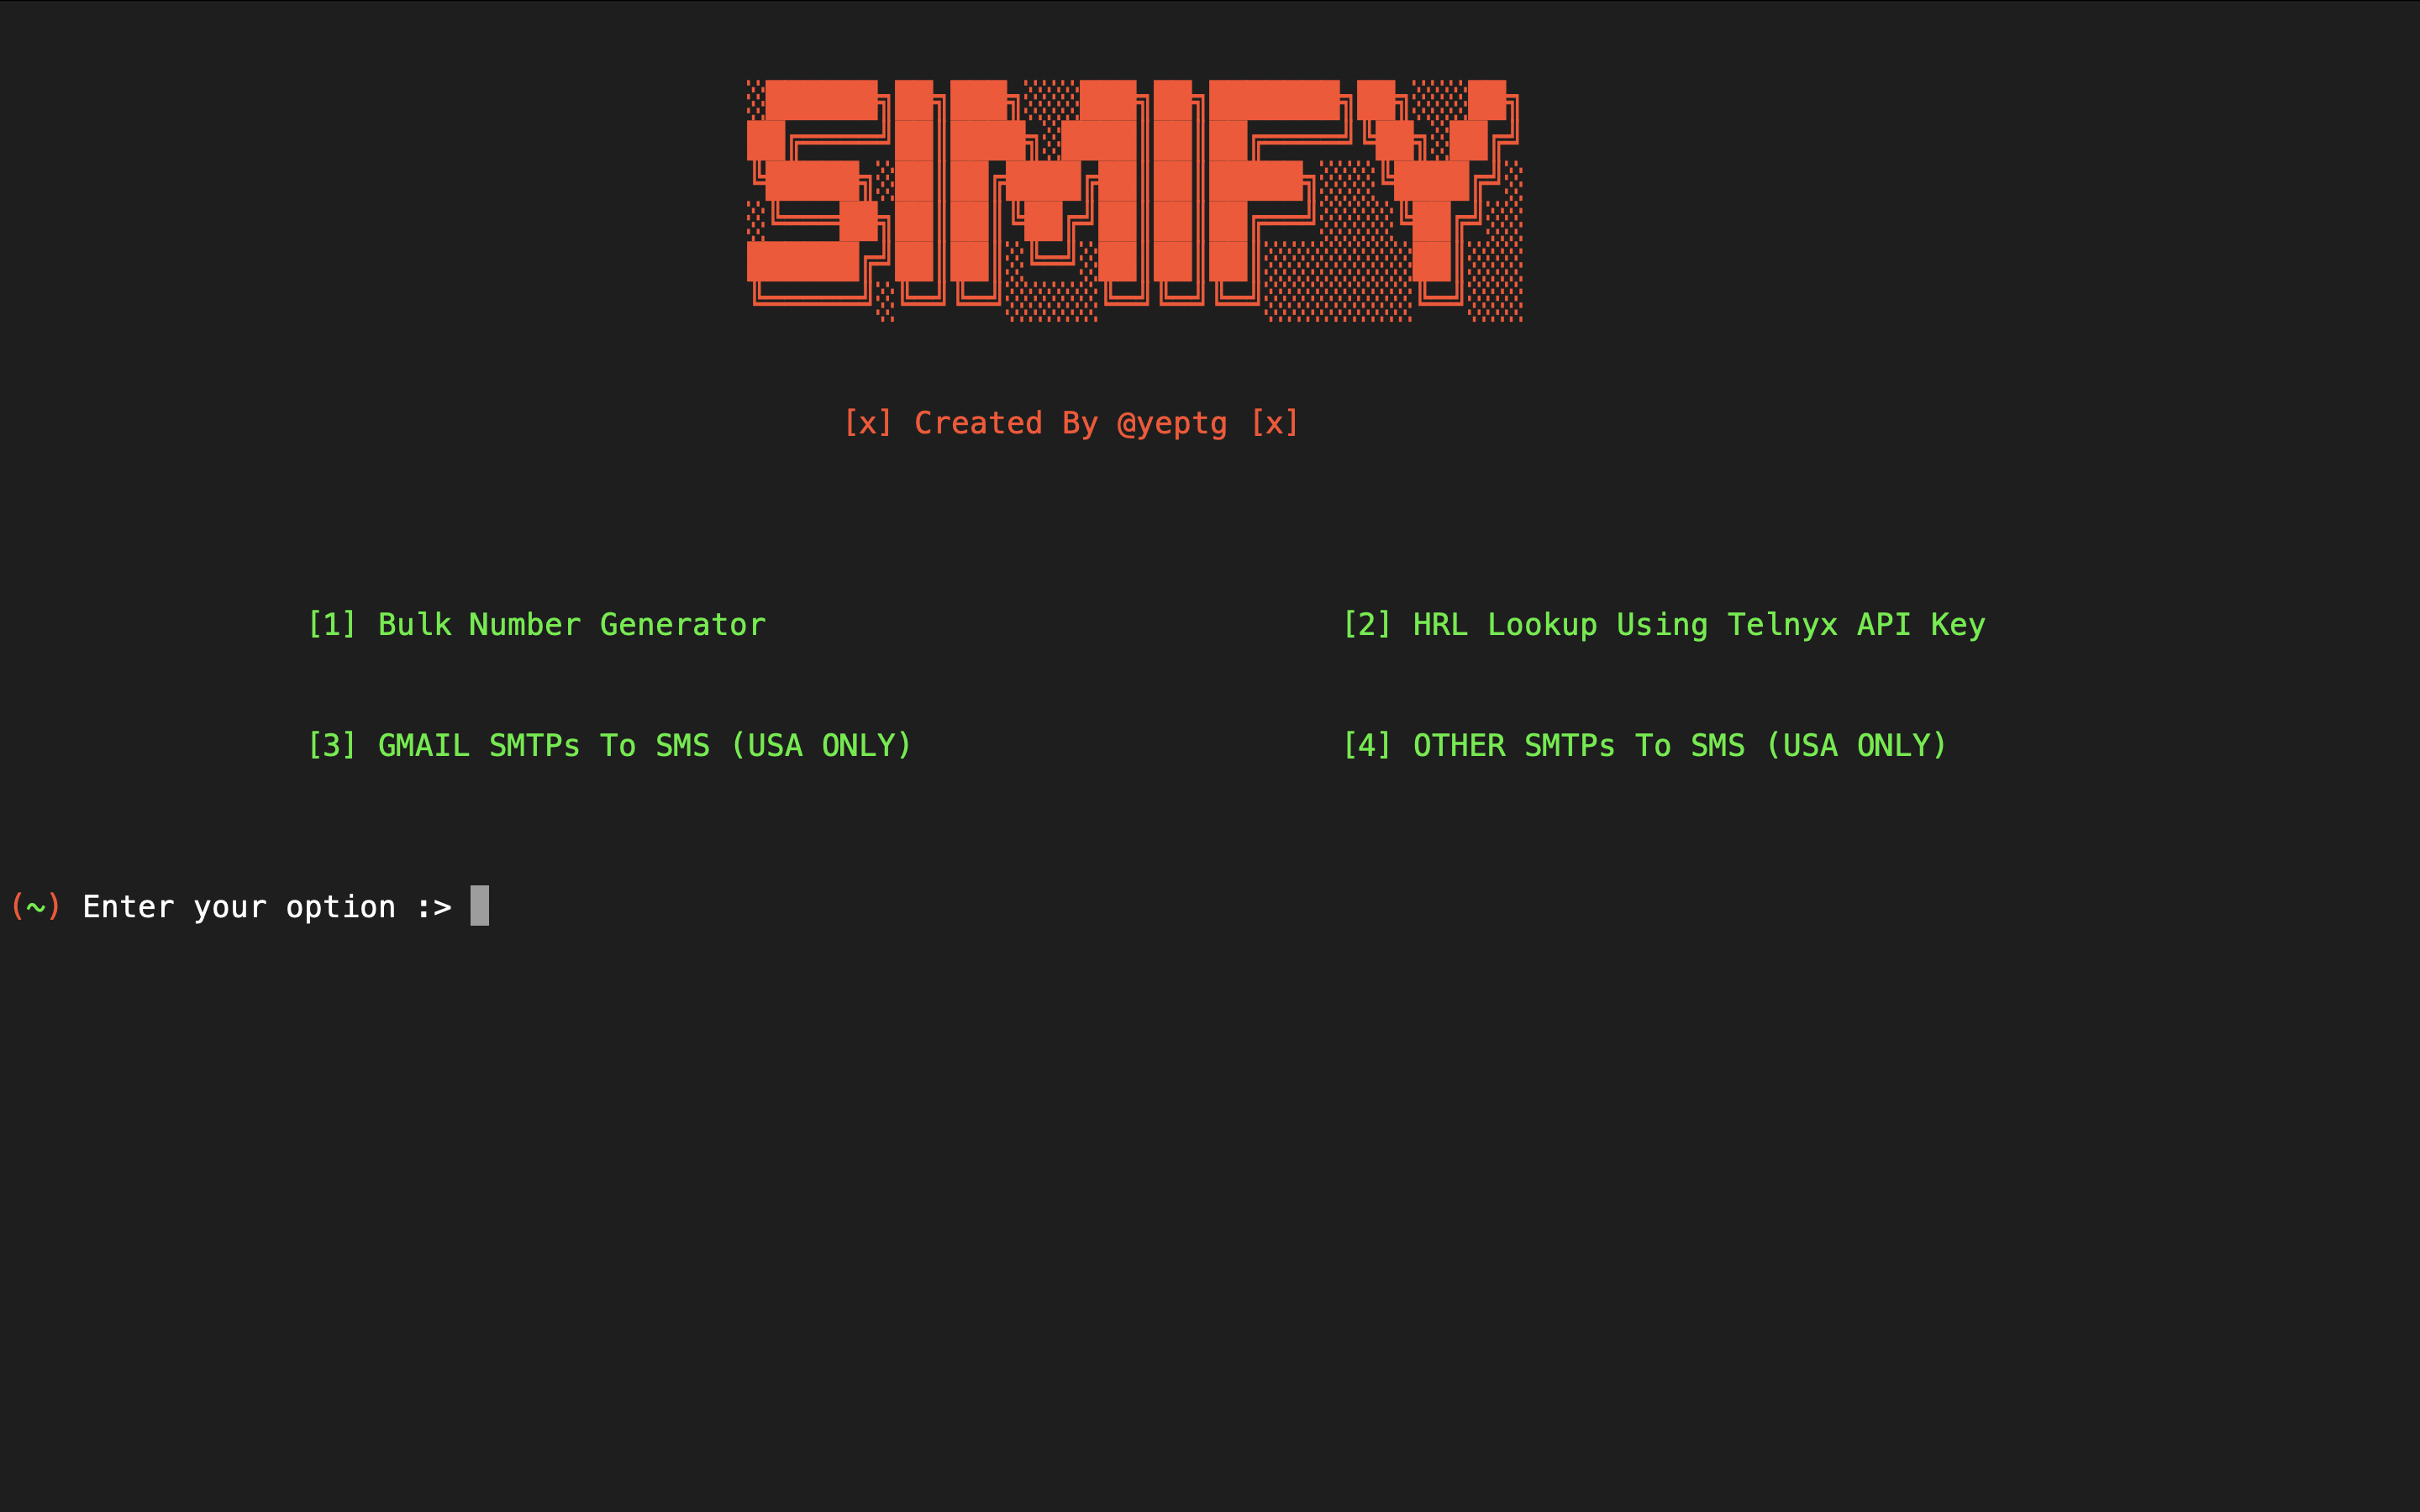 SIMIFY
[x] Created By @yeptg [x]
[1] Bulk Number Generator
[2] HRL Lookup Using Telnyx API Key
[3] GMAIL SMTPs To SMS (USA ONLY)
[4] OTHER SMTPs To SMS (USA ONLY)
(~) Enter your option :>